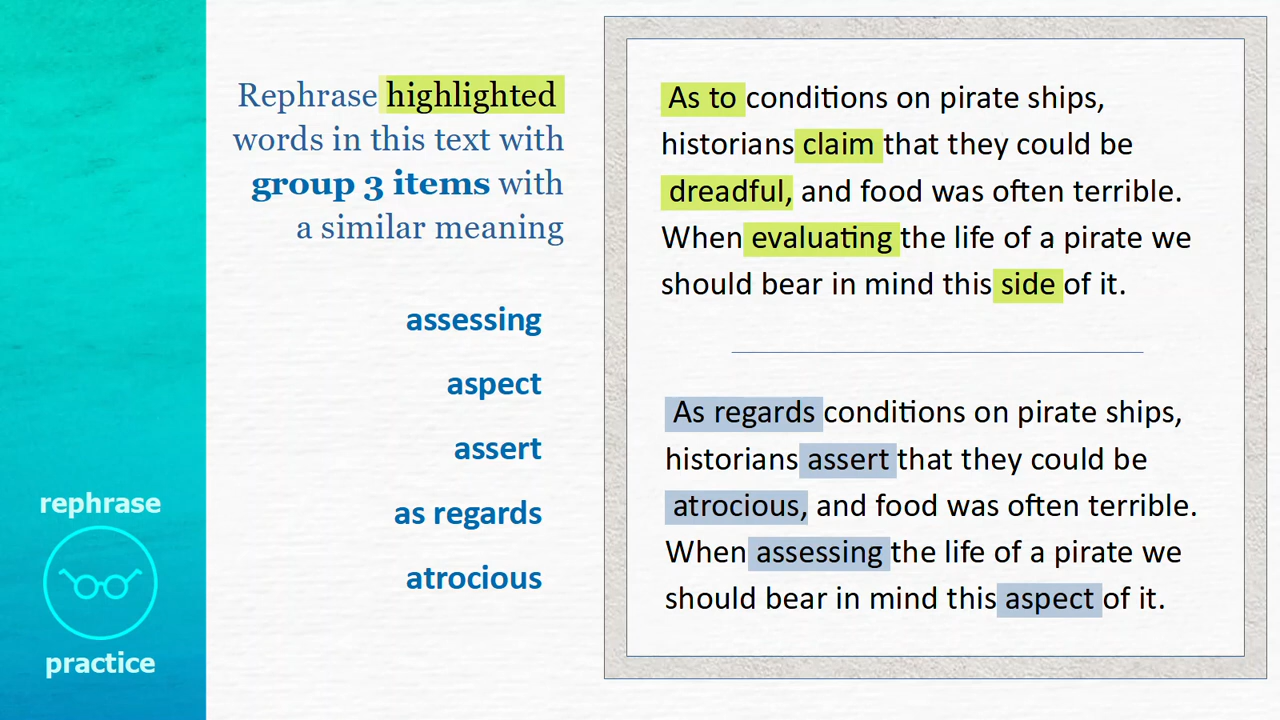 Rephrase highlighted
words in this text with
group 3 items with
a similar meaning
assessing
aspect
assert
as regards
atrocious
rephrase
practice
As to conditions on pirate ships,
historians claim that they could be
dreadful, and food was often terrible.
When evaluating the life of a pirate we
should bear in mind this side of it.
As regards conditions on pirate ships,
historians assert that they could be
atrocious, and food was often terrible.
When assessing the life of a pirate we
should bear in mind this aspect of it.